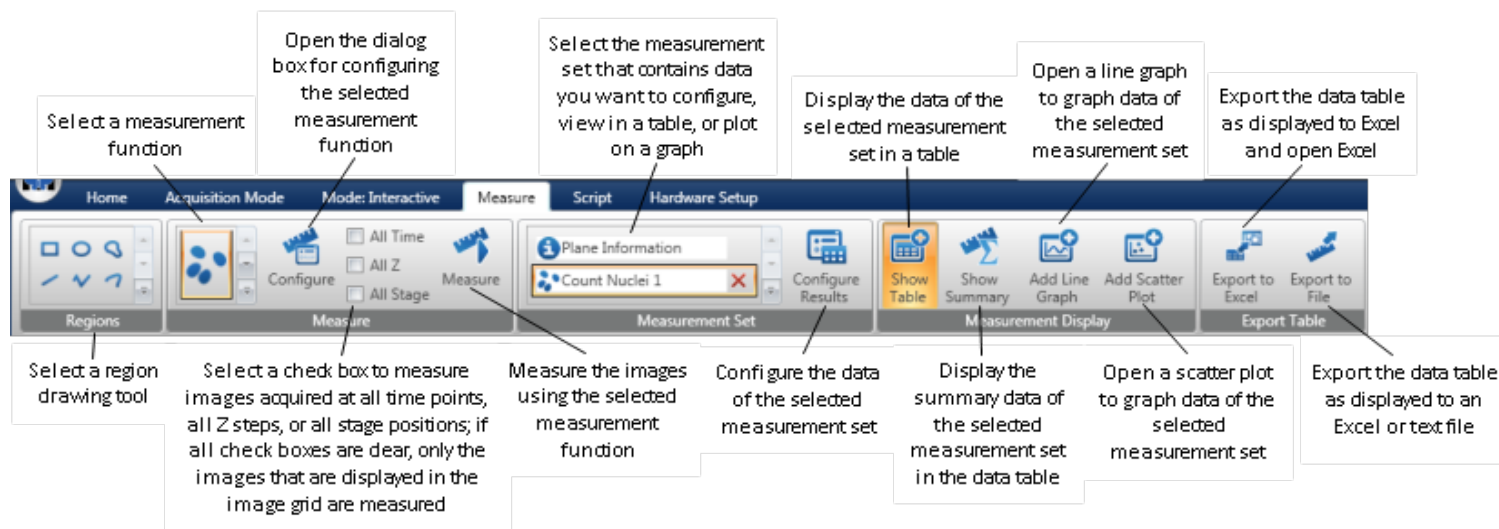 Open the dialog
box for configuring
the selected
measurement
function
Select the measurement
set that contains data
you want to configure,
view in a table, or plot
on a graph
Open a line graph
to graph data of
the selected
measurement set
Select a measurement
function
Display the data of the
selected measurement
set in a table
Export the data table
as displayed to Excel
and open Excel
Home
Acquisition Mode
Mode: Interactive
Measure
Script
Hardware Setup
Configure
All Time
All Z
All Stage
Measure
Plane Information
Count Nuclei 1
Configure
Results
Show
Table
Show
Summary
Add Line
Graph
Add Scatter
Plot
Export to
Excel
Export to
File
Regions
Measure
Measurement Set
Measurement Display
Export Table
Select a region
drawing tool
Select a check box to measure
images acquired at all time points,
all Z steps, or all stage positions; if
all check boxes are clear, only the
images that are displayed in the
image grid are measured
Measure the images
using the selected
measurement
function
Configure the data
of the selected
measurement set
Display the
summary data of
the selected
measurement set
in the data table
Open a scatter plot
to graph data of the
selected
measurement set
Export the data table
as displayed to an
Excel or text file